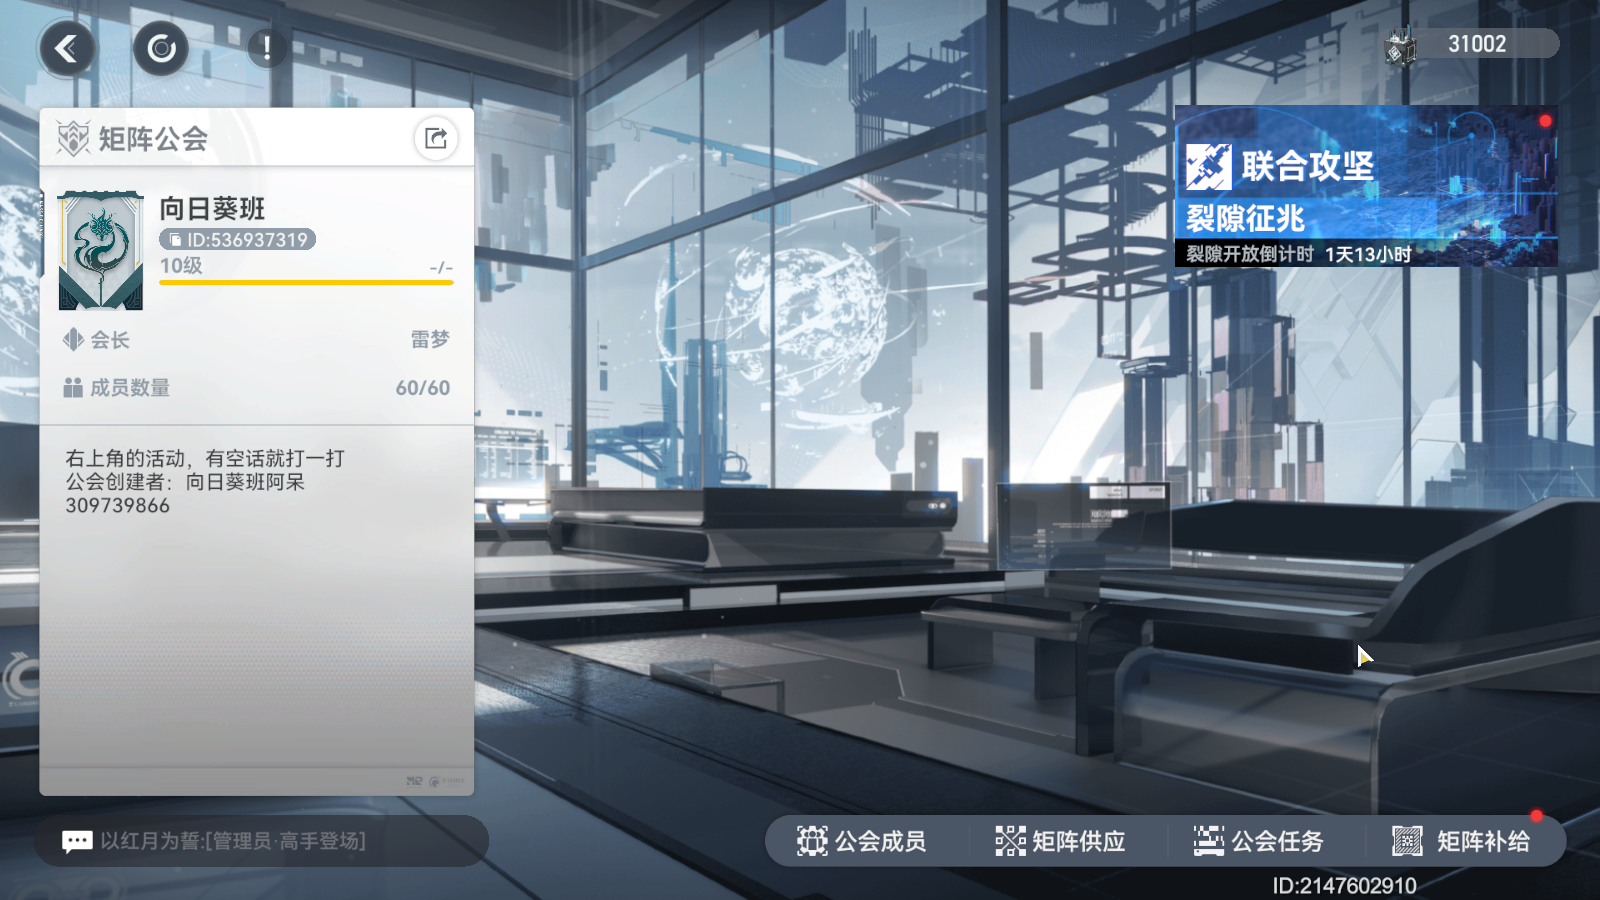 !
31002
矩阵公会
向日葵班
ID:536937319
10级
-/-
会长
雷梦
成员数量
60/60
右上角的活动，有空话就打一打
公会创建者：向日葵班阿呆
309739866
联合攻坚
裂隙征兆
裂隙开放倒计时 1天13小时
以红月为誓:[管理员·高手登场]
公会成员
矩阵供应
公会任务
矩阵补给
ID:2147602910